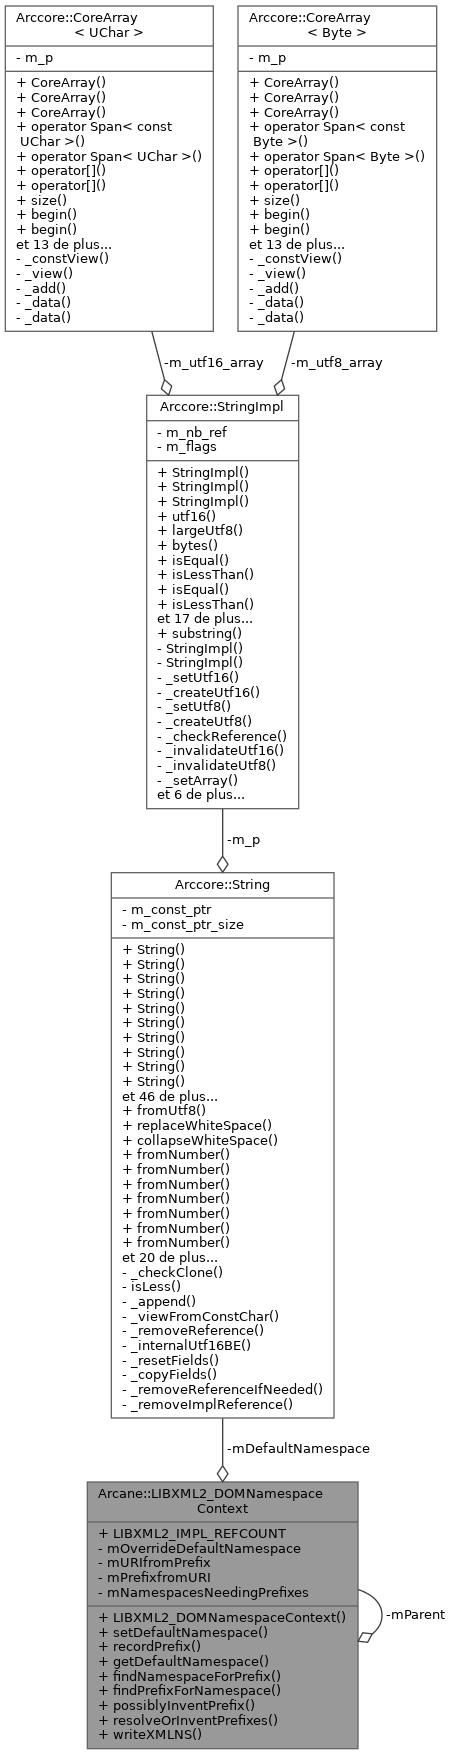 Arccore::CoreArray
< UChar >
- m_p
+ CoreArray()
+ CoreArray()
+ CoreArray()
+ operator Span< const
UChar >()
+ operator Span< UChar >()
+ operator[]()
+ operator[]()
+ size()
+ begin()
+ begin()
et 13 de plus...
- _constView()
- _view()
- _add()
- _data()
- _data()
Arccore::CoreArray
< Byte >
- m_p
+ CoreArray()
+ CoreArray()
+ CoreArray()
+ operator Span< const
Byte >()
+ operator Span< Byte >()
+ operator[]()
+ operator[]()
+ size()
+ begin()
+ begin()
et 13 de plus...
- _constView()
- _view()
- _add()
- _data()
- _data()
-m_utf16_array
-m_utf8_array
Arccore::StringImpl
- m_nb_ref
- m_flags
+ StringImpl()
+ StringImpl()
+ StringImpl()
+ utf16()
+ largeUtf8()
+ bytes()
+ isEqual()
+ isLessThan()
+ isEqual()
+ isLessThan()
et 17 de plus...
+ substring()
- StringImpl()
- StringImpl()
- _setUtf16()
- _createUtf16()
- _setUtf8()
- _createUtf8()
- _checkReference()
- _invalidateUtf16()
- _invalidateUtf8()
- _setArray()
et 6 de plus...
-m_p
Arccore::String
- m_const_ptr
- m_const_ptr_size
+ String()
+ String()
+ String()
+ String()
+ String()
+ String()
+ String()
+ String()
+ String()
+ String()
et 46 de plus...
+ fromUtf8()
+ replaceWhiteSpace()
+ collapseWhiteSpace()
+ fromNumber()
+ fromNumber()
+ fromNumber()
+ fromNumber()
+ fromNumber()
+ fromNumber()
+ fromNumber()
et 20 de plus...
- _checkClone()
- isLess()
- _append()
- _viewFromConstChar()
- _removeReference()
- _internalUtf16BE()
- _resetFields()
- _copyFields()
- _removeReferenceIfNeeded()
- _removeImplReference()
-mDefaultNamespace
Arcane::LIBXML2_DOMNamespace
Context
+ LIBXML2_IMPL_REFCOUNT
- mOverrideDefaultNamespace
- mURIfromPrefix
- mPrefixfromURI
- mNamespacesNeedingPrefixes
+ LIBXML2_DOMNamespaceContext()
+ setDefaultNamespace()
+ recordPrefix()
+ getDefaultNamespace()
+ findNamespaceForPrefix()
+ findPrefixForNamespace()
+ possiblyInventPrefix()
+ resolveOrInventPrefixes()
+ writeXMLNS()
-mParent